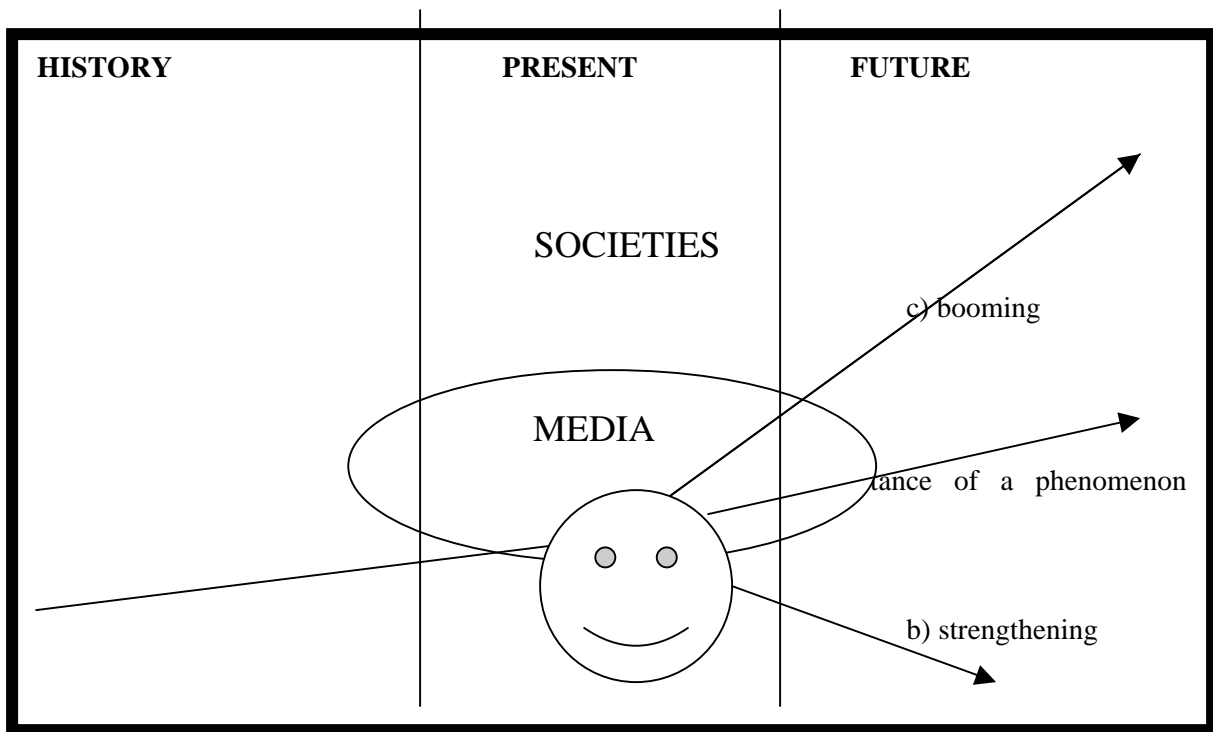 HISTORY PRESENT FUTURE
SOCIETIES
c) booming
MEDIA
tance of a phenomenon
b) strengthening